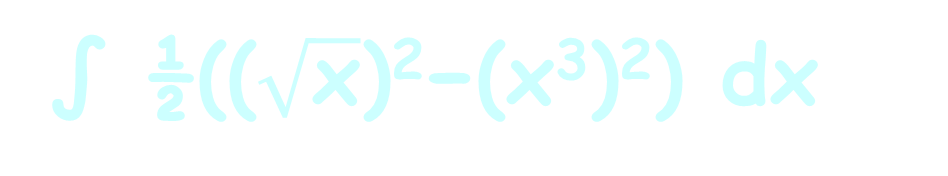 ∫ ½((√x)²-(x³)²) dx